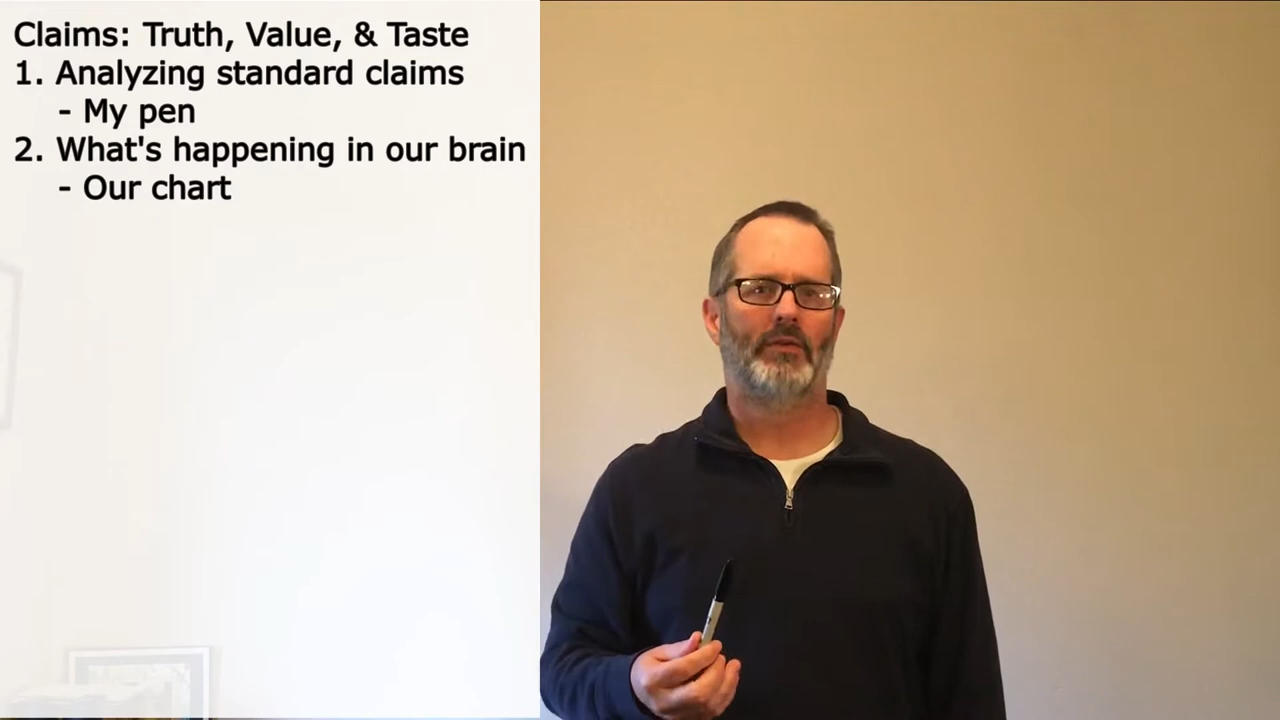 Claims: Truth, Value, & Taste
1. Analyzing standard claims
- My pen
2. What's happening in our brain
- Our chart